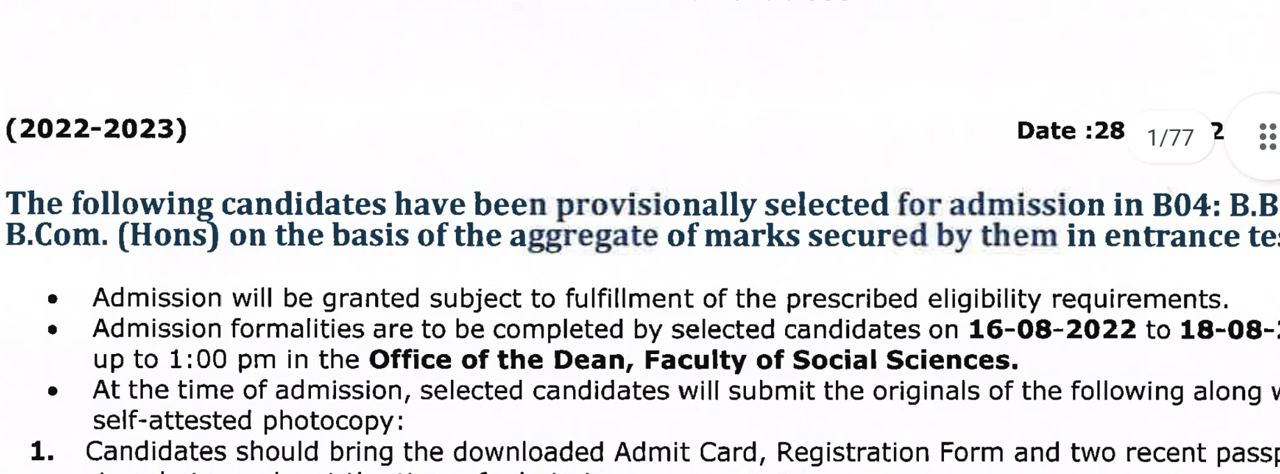 (2022-2023) Date :28 1/77 2
The following candidates have been provisionally selected for admission in B04: B.B
B.Com. (Hons) on the basis of the aggregate of marks secured by them in entrance te
• Admission will be granted subject to fulfillment of the prescribed eligibility requirements.
• Admission formalities are to be completed by selected candidates on 16-08-2022 to 18-08-
up to 1:00 pm in the Office of the Dean, Faculty of Social Sciences.
• At the time of admission, selected candidates will submit the originals of the following along
self-attested photocopy:
1. Candidates should bring the downloaded Admit Card, Registration Form and two recent passp